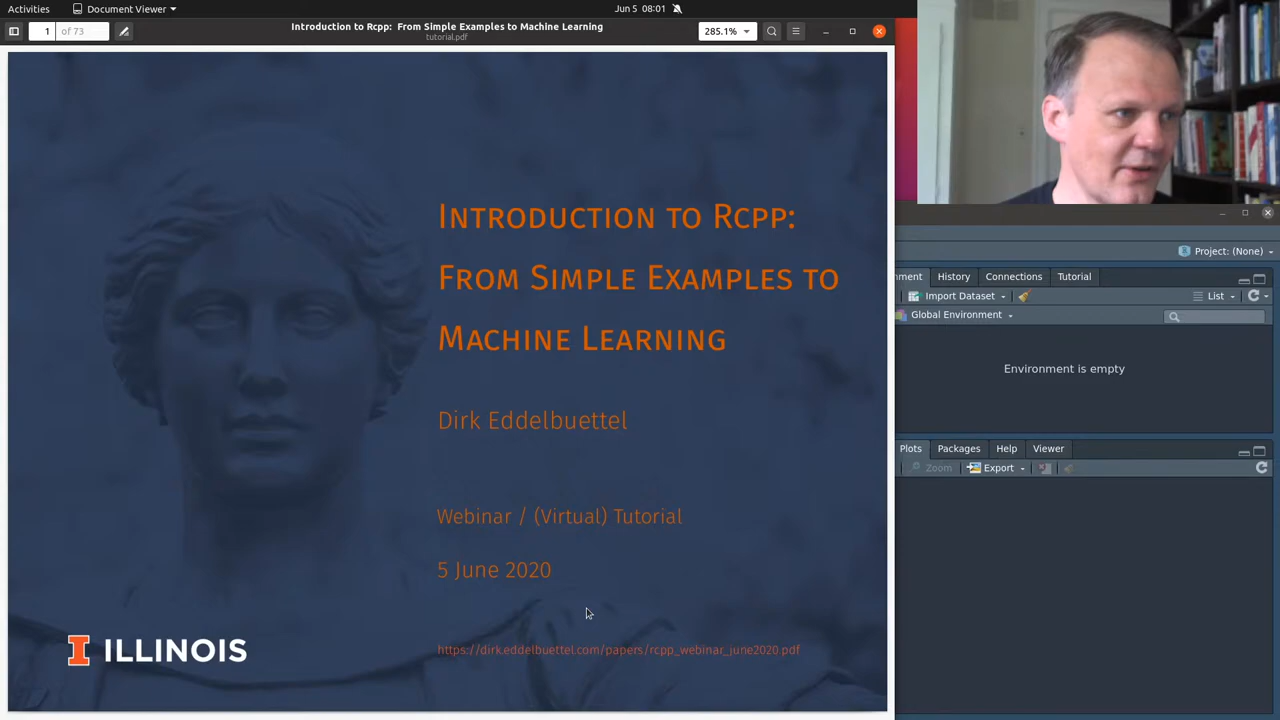 Activities
Document Viewer
Jun 5 08:01
1
of 73
Introduction to Rcpp: From Simple Examples to Machine Learning
tutorial.pdf
285.1%
INTRODUCTION TO RCPP:
FROM SIMPLE EXAMPLES TO
MACHINE LEARNING
Dirk Eddelbuettel
Webinar / (Virtual) Tutorial
5 June 2020
https://dirk.eddelbuettel.com/papers/rcpp_webinar_june2020.pdf
I ILLINOIS
Project: (None)
nment
History
Connections
Tutorial
Import Dataset
List
Global Environment
Environment is empty
Plots
Packages
Help
Viewer
Zoom
Export